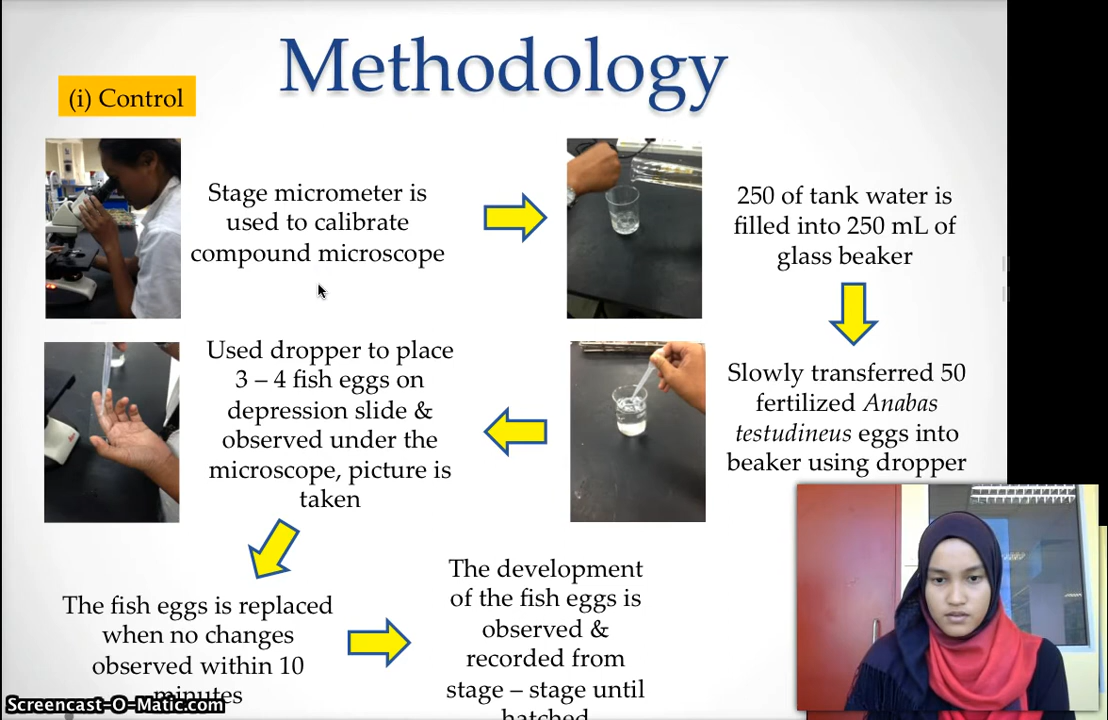 Methodology
(i) Control
Stage micrometer is
used to calibrate
compound microscope
250 of tank water is
filled into 250 mL of
glass beaker
Slowly transferred 50
fertilized Anabas
testudineus eggs into
beaker using dropper
Used dropper to place
3 – 4 fish eggs on
depression slide &
observed under the
microscope, picture is
taken
The fish eggs is replaced
when no changes
observed within 10
minutes
The development
of the fish eggs is
observed &
recorded from
stage – stage until
hatched
Screencast-O-Matic.com